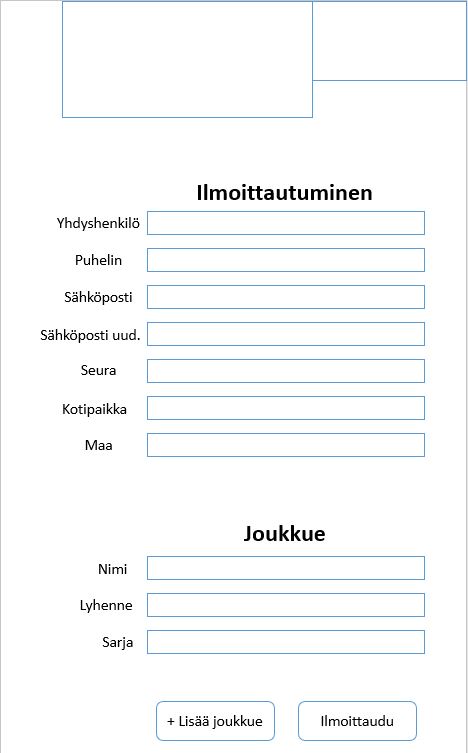 Ilmoittautuminen
Yhdyshenkilö
Puhelin
Sähköposti
Sähköposti uud.
Seura
Kotipaikka
Maa
Joukkue
Nimi
Lyhenne
Sarja
+ Lisää joukkue
Ilmoittaudu